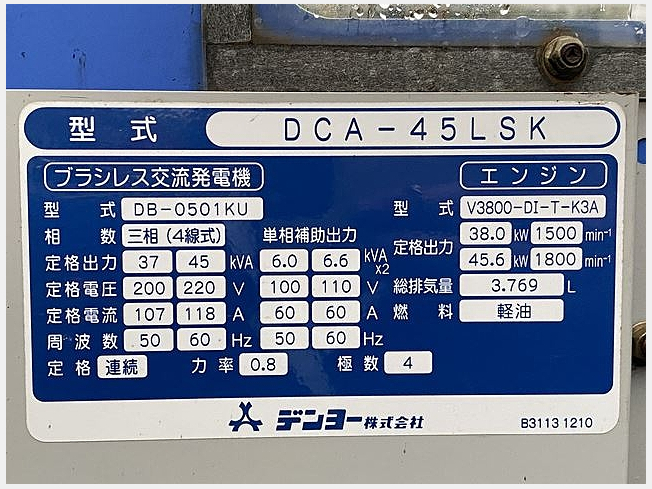 型式 DCA-45LSK
ブラシレス交流発電機 エンジン
型式 DB-0501KU 型式 V3800-DI-T-K3A
相数 三相(4線式) 単相補助出力 定格出力 38.0 kW 1500 min⁻¹
定格出力 37 45 kVA 6.0 6.6 kVA x2 45.6 kW 1800 min⁻¹
定格電圧 200 220 V 100 110 V 総排気量 3.769 L
定格電流 107 118 A 60 60 A 燃料 軽油
周波数 50 60 Hz 50 60 Hz
定格 連続 力率 0.8 極数 4
デンヨー株式会社 B31131210